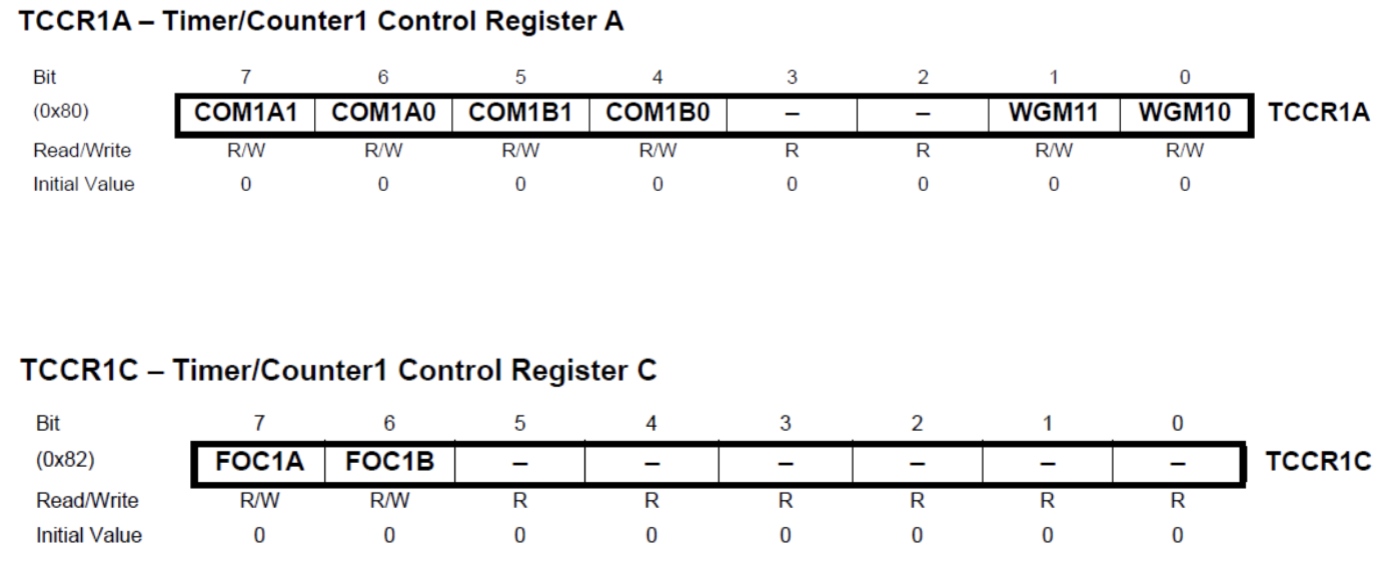 TCCR1A – Timer/Counter1 Control Register A
Bit 7 6 5 4 3 2 1 0
(0x80) COM1A1 COM1A0 COM1B1 COM1B0 – – WGM11 WGM10 TCCR1A
Read/Write R/W R/W R/W R/W R R R/W R/W
Initial Value 0 0 0 0 0 0 0 0
TCCR1C – Timer/Counter1 Control Register C
Bit 7 6 5 4 3 2 1 0
(0x82) FOC1A FOC1B – – – – – – TCCR1C
Read/Write R/W R/W R R R R R R
Initial Value 0 0 0 0 0 0 0 0